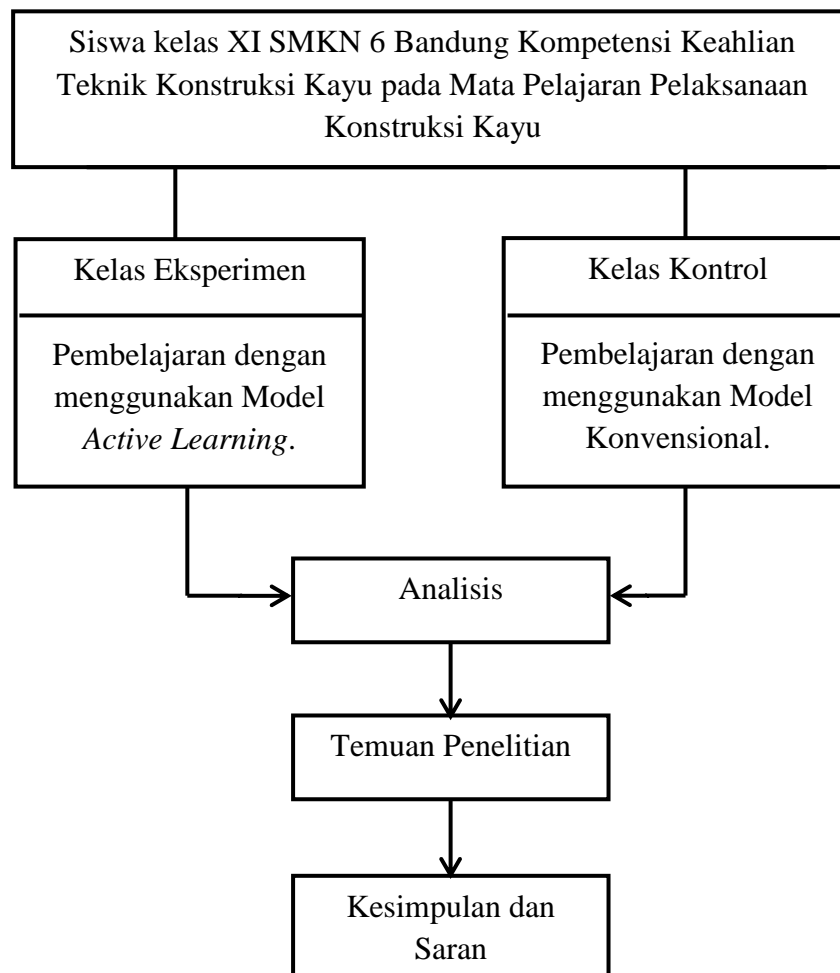 Siswa kelas XI SMKN 6 Bandung Kompetensi Keahlian
Teknik Konstruksi Kayu pada Mata Pelajaran Pelaksanaan
Konstruksi Kayu
Kelas Eksperimen
Pembelajaran dengan
menggunakan Model
Active Learning.
Kelas Kontrol
Pembelajaran dengan
menggunakan Model
Konvensional.
Analisis
Temuan Penelitian
Kesimpulan dan
Saran